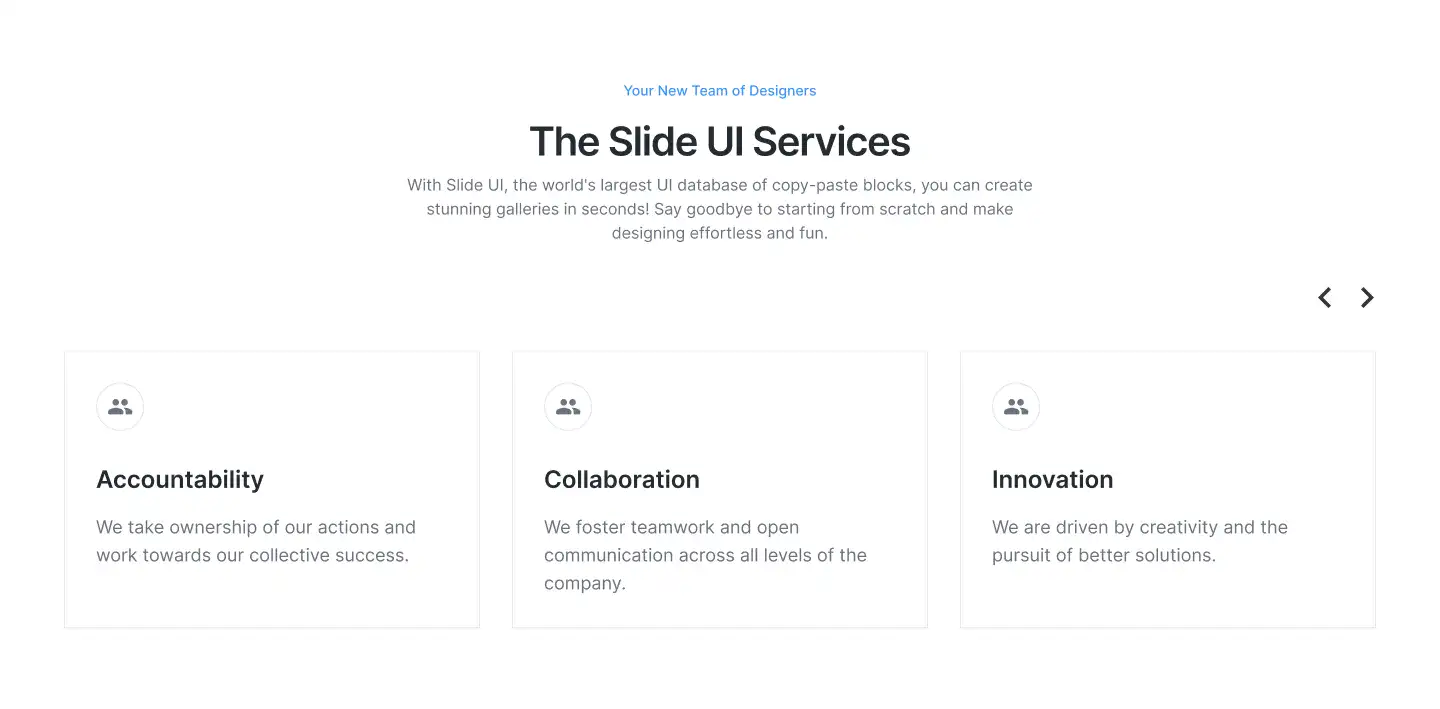 Your New Team of Designers
The Slide UI Services
With Slide UI, the world's largest UI database of copy-paste blocks, you can create
stunning galleries in seconds! Say goodbye to starting from scratch and make
designing effortless and fun.
Accountability
We take ownership of our actions and
work towards our collective success.
Collaboration
We foster teamwork and open
communication across all levels of the
company.
Innovation
We are driven by creativity and the
pursuit of better solutions.